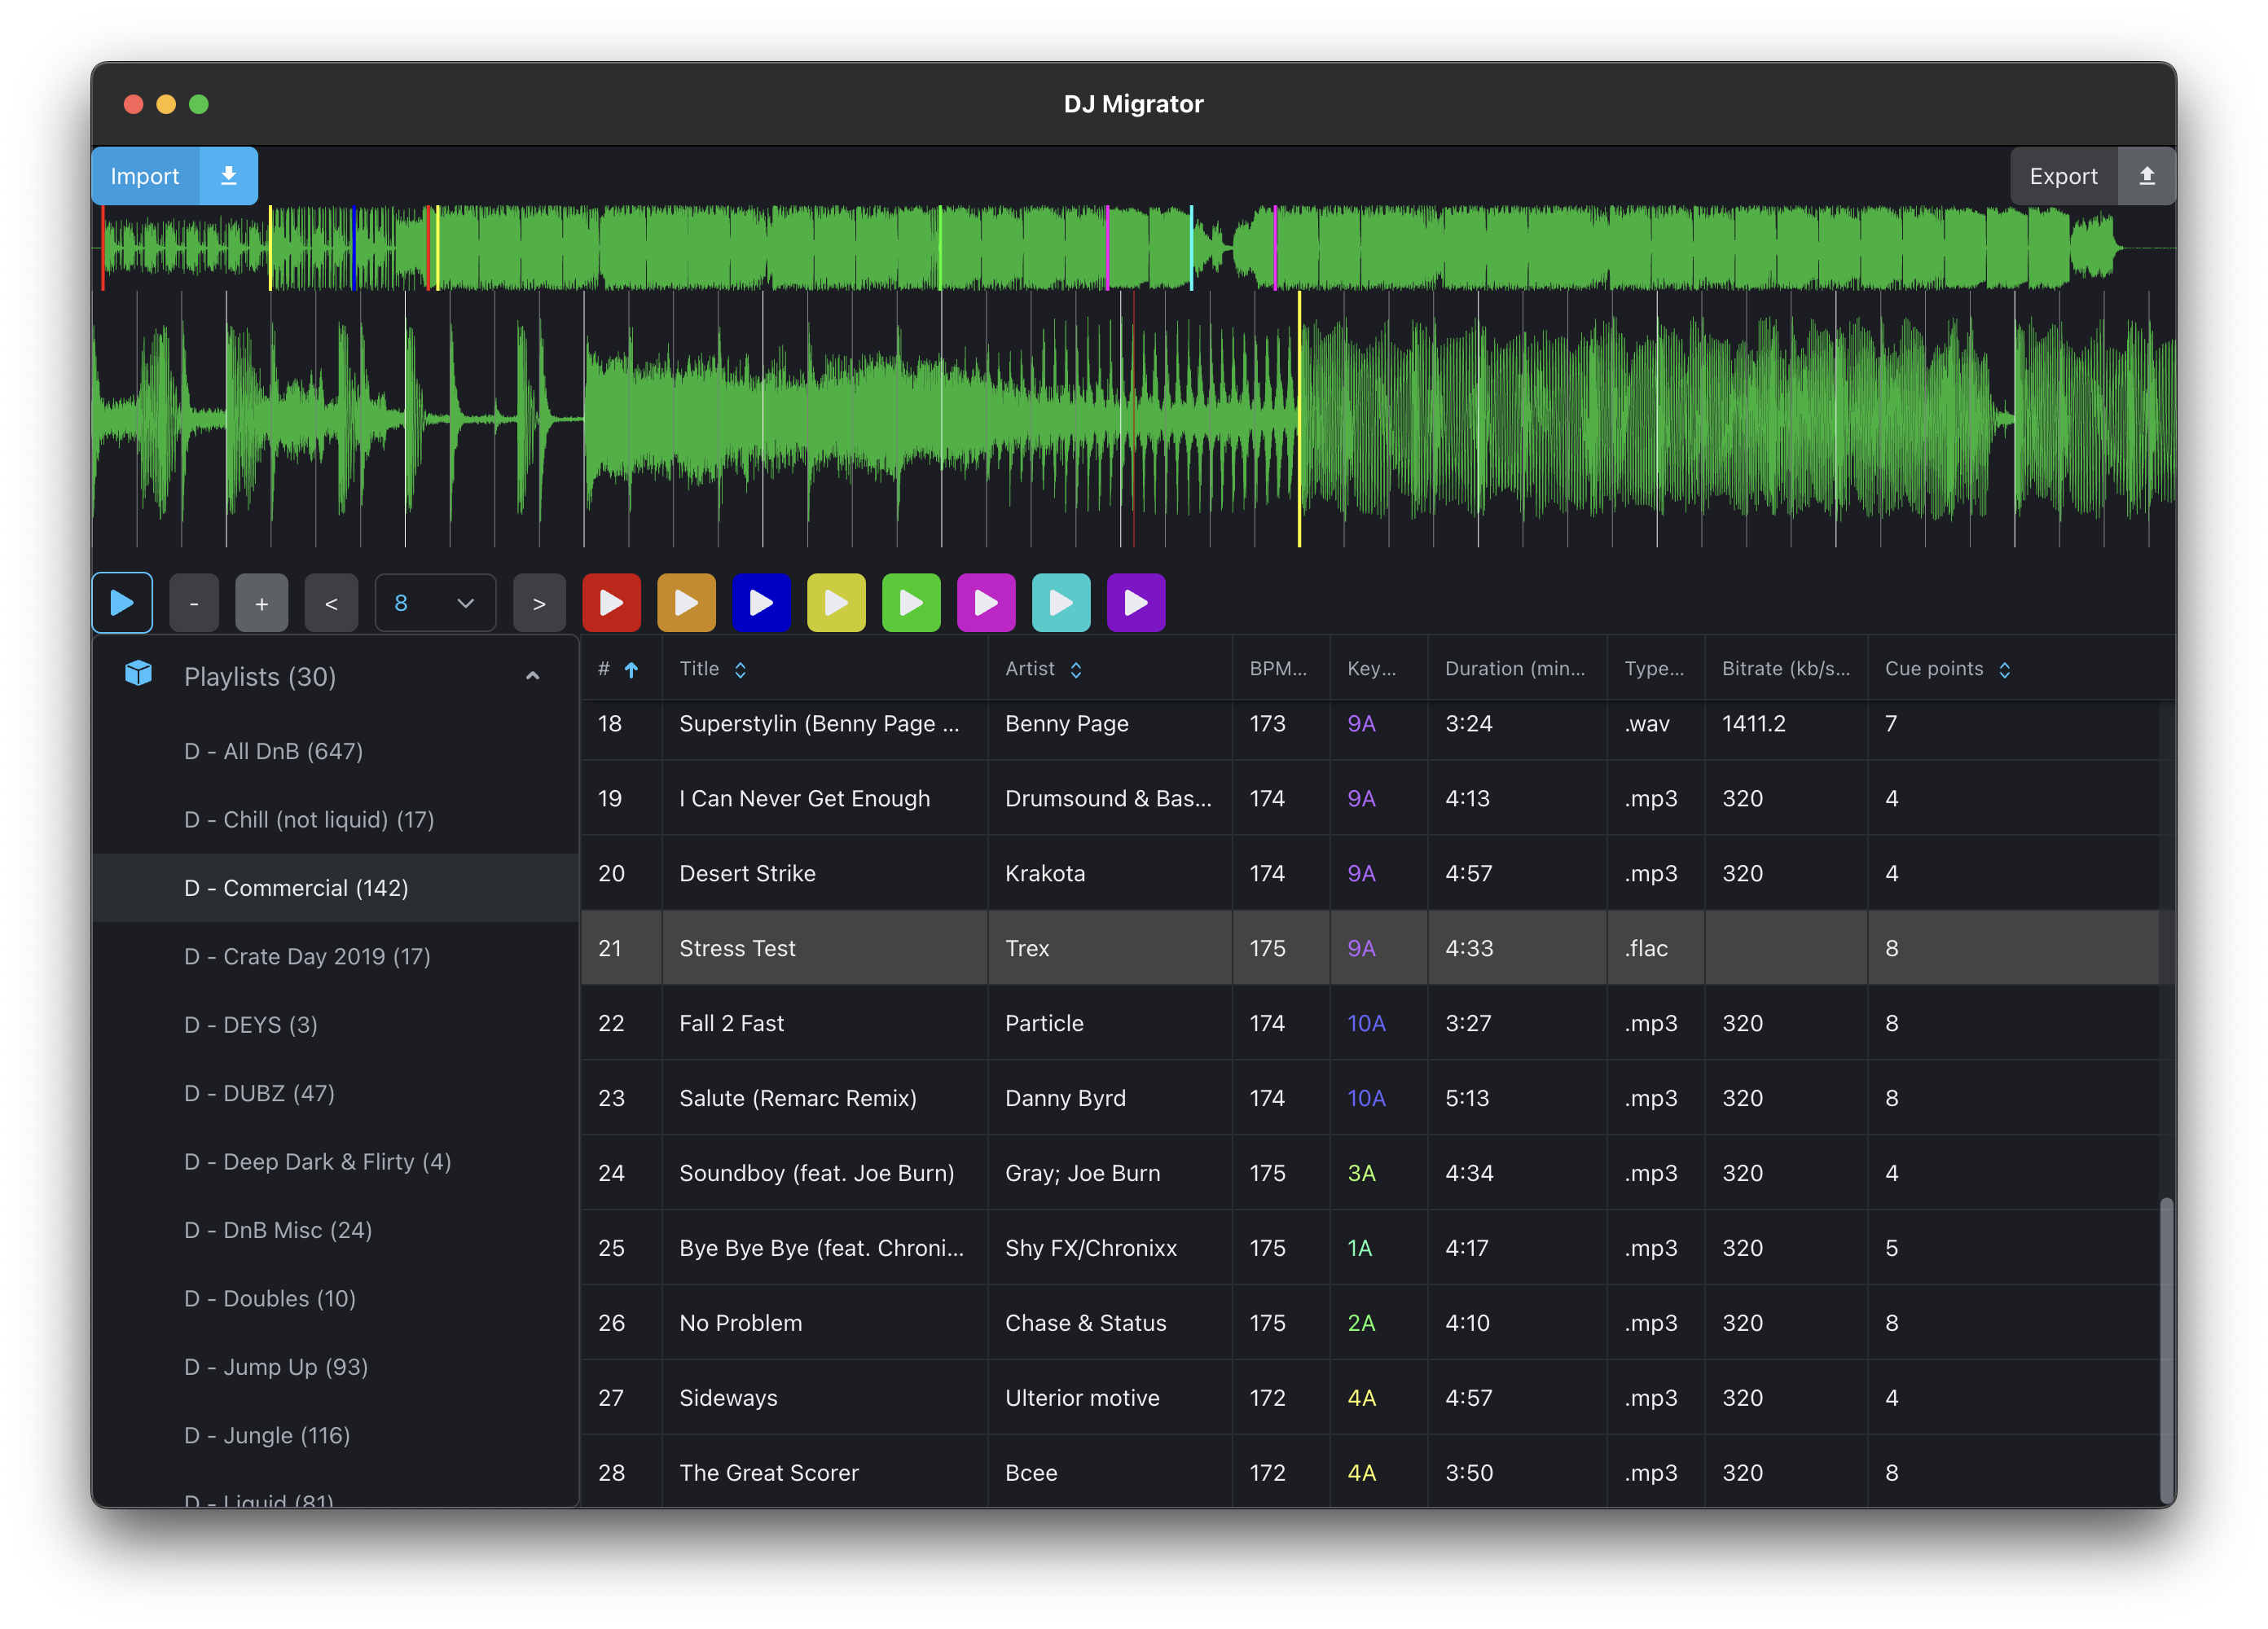 DJ Migrator
Import
Export
- + < 8 >
Playlists (30)
D - All DnB (647)
D - Chill (not liquid) (17)
D - Commercial (142)
D - Crate Day 2019 (17)
D - DEYS (3)
D - DUBZ (47)
D - Deep Dark & Flirty (4)
D - DnB Misc (24)
D - Doubles (10)
D - Jump Up (93)
D - Jungle (116)
D - Liquid (81)
# Title Artist BPM... Key... Duration (min... Type... Bitrate (kb/s... Cue points
18 Superstylin (Benny Page ... Benny Page 173 9A 3:24 .wav 1411.2 7
19 I Can Never Get Enough Drumsound & Bas... 174 9A 4:13 .mp3 320 4
20 Desert Strike Krakota 174 9A 4:57 .mp3 320 4
21 Stress Test Trex 175 9A 4:33 .flac 8
22 Fall 2 Fast Particle 174 10A 3:27 .mp3 320 8
23 Salute (Remarc Remix) Danny Byrd 174 10A 5:13 .mp3 320 8
24 Soundboy (feat. Joe Burn) Gray; Joe Burn 175 3A 4:34 .mp3 320 4
25 Bye Bye Bye (feat. Chroni... Shy FX/Chronixx 175 1A 4:17 .mp3 320 5
26 No Problem Chase & Status 175 2A 4:10 .mp3 320 8
27 Sideways Ulterior motive 172 4A 4:57 .mp3 320 4
28 The Great Scorer Bcee 172 4A 3:50 .mp3 320 8